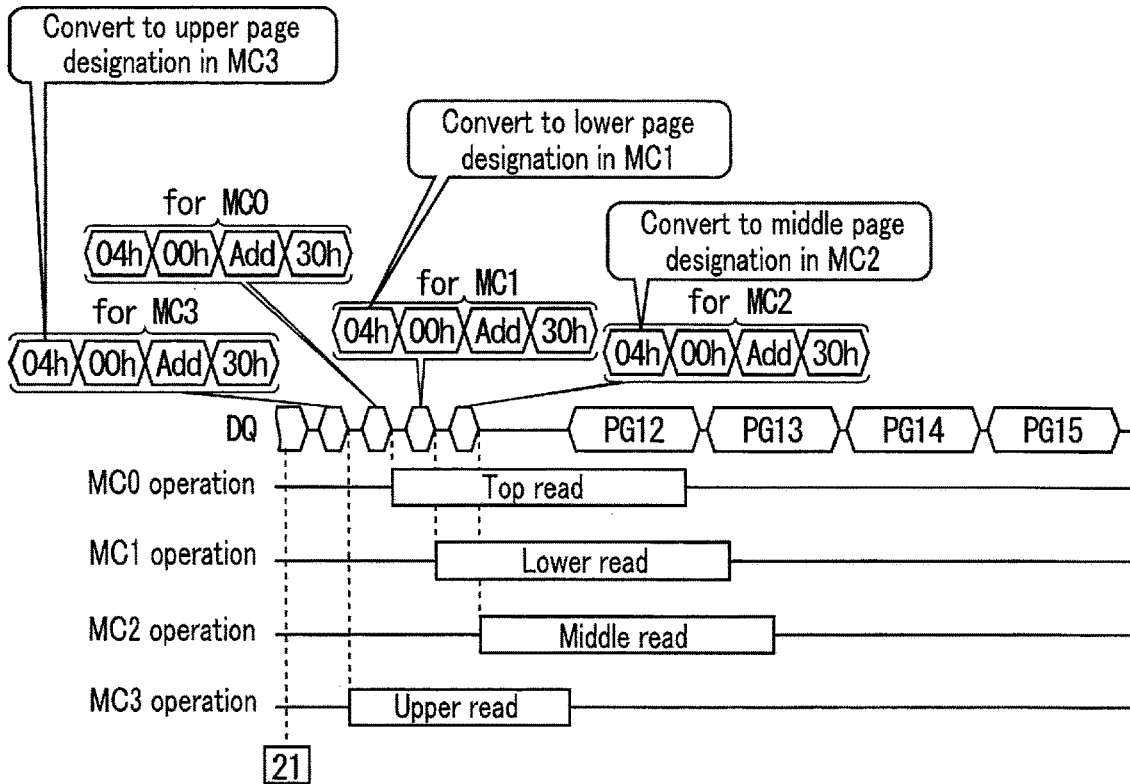 Convert to upper page
designation in MC3
Convert to lower page
designation in MC1
for MC0
04h 00h Add 30h
Convert to middle page
designation in MC2
for MC3
04h 00h Add 30h
for MC1
04h 00h Add 30h
for MC2
04h 00h Add 30h
DQ PG12 PG13 PG14 PG15
MC0 operation Top read
MC1 operation Lower read
MC2 operation Middle read
MC3 operation Upper read
21